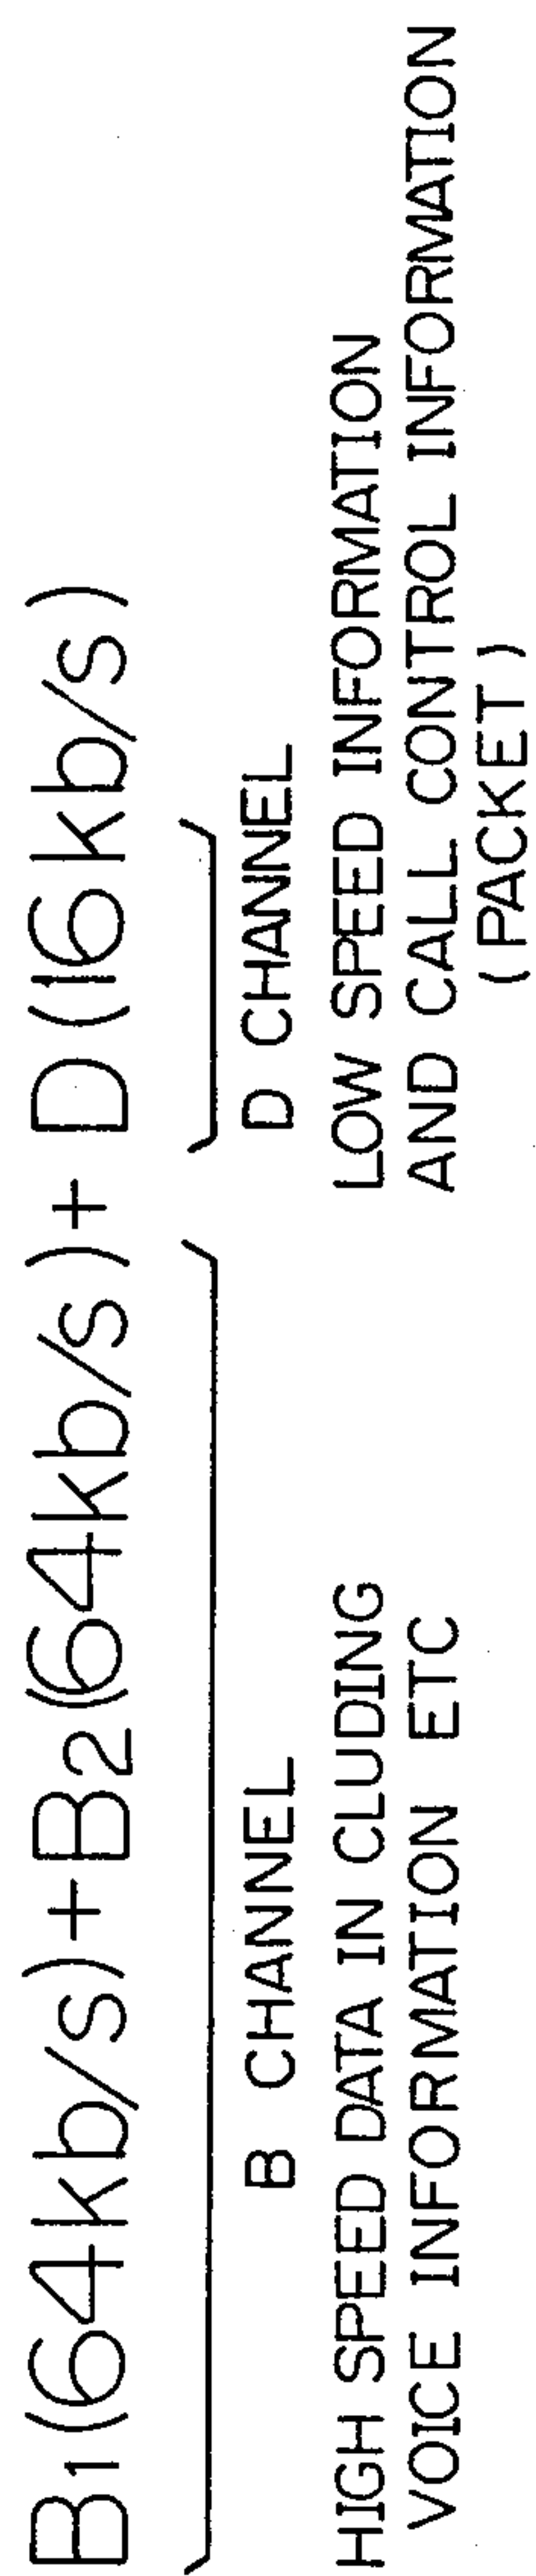 B1(64kb/s)+B2(64kb/s)+D(16kb/s)
B CHANNEL
HIGH SPEED DATA IN CLUDING
VOICE INFORMATION ETC
D CHANNEL
LOW SPEED INFORMATION
AND CALL CONTROL INFORMATION
(PACKET)